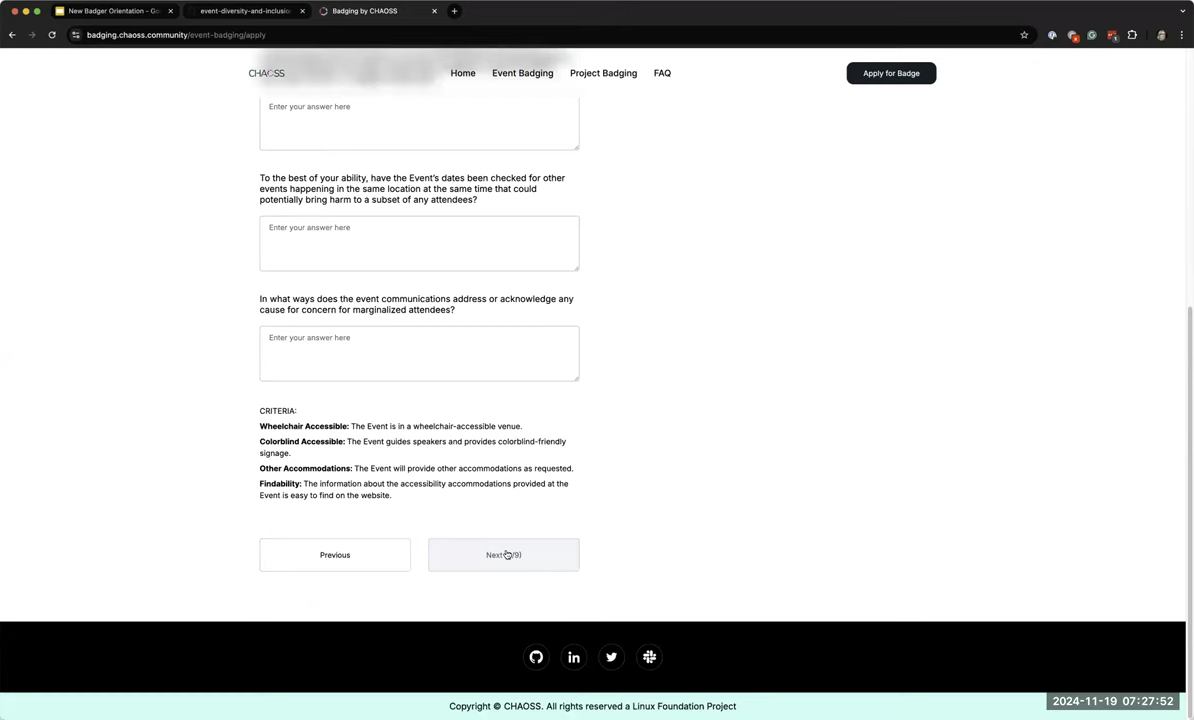 New Badger Orientation - Go
event-diversity-and-inclusio
Badging by CHAOSS
badging.chaoss.community/event-badging/apply
CHAOSS
Home
Event Badging
Project Badging
FAQ
Apply for Badge
Enter your answer here
To the best of your ability, have the Event's dates been checked for other
events happening in the same location at the same time that could
potentially bring harm to a subset of any attendees?
Enter your answer here
In what ways does the event communications address or acknowledge any
cause for concern for marginalized attendees?
Enter your answer here
CRITERIA:
Wheelchair Accessible: The Event is in a wheelchair-accessible venue.
Colorblind Accessible: The Event guides speakers and provides colorblind-friendly
signage.
Other Accommodations: The Event will provide other accommodations as requested.
Findability: The information about the accessibility accommodations provided at the
Event is easy to find on the website.
Previous
Next /9)
Copyright © CHAOSS. All rights reserved a Linux Foundation Project
2024-11-19 07:27:52